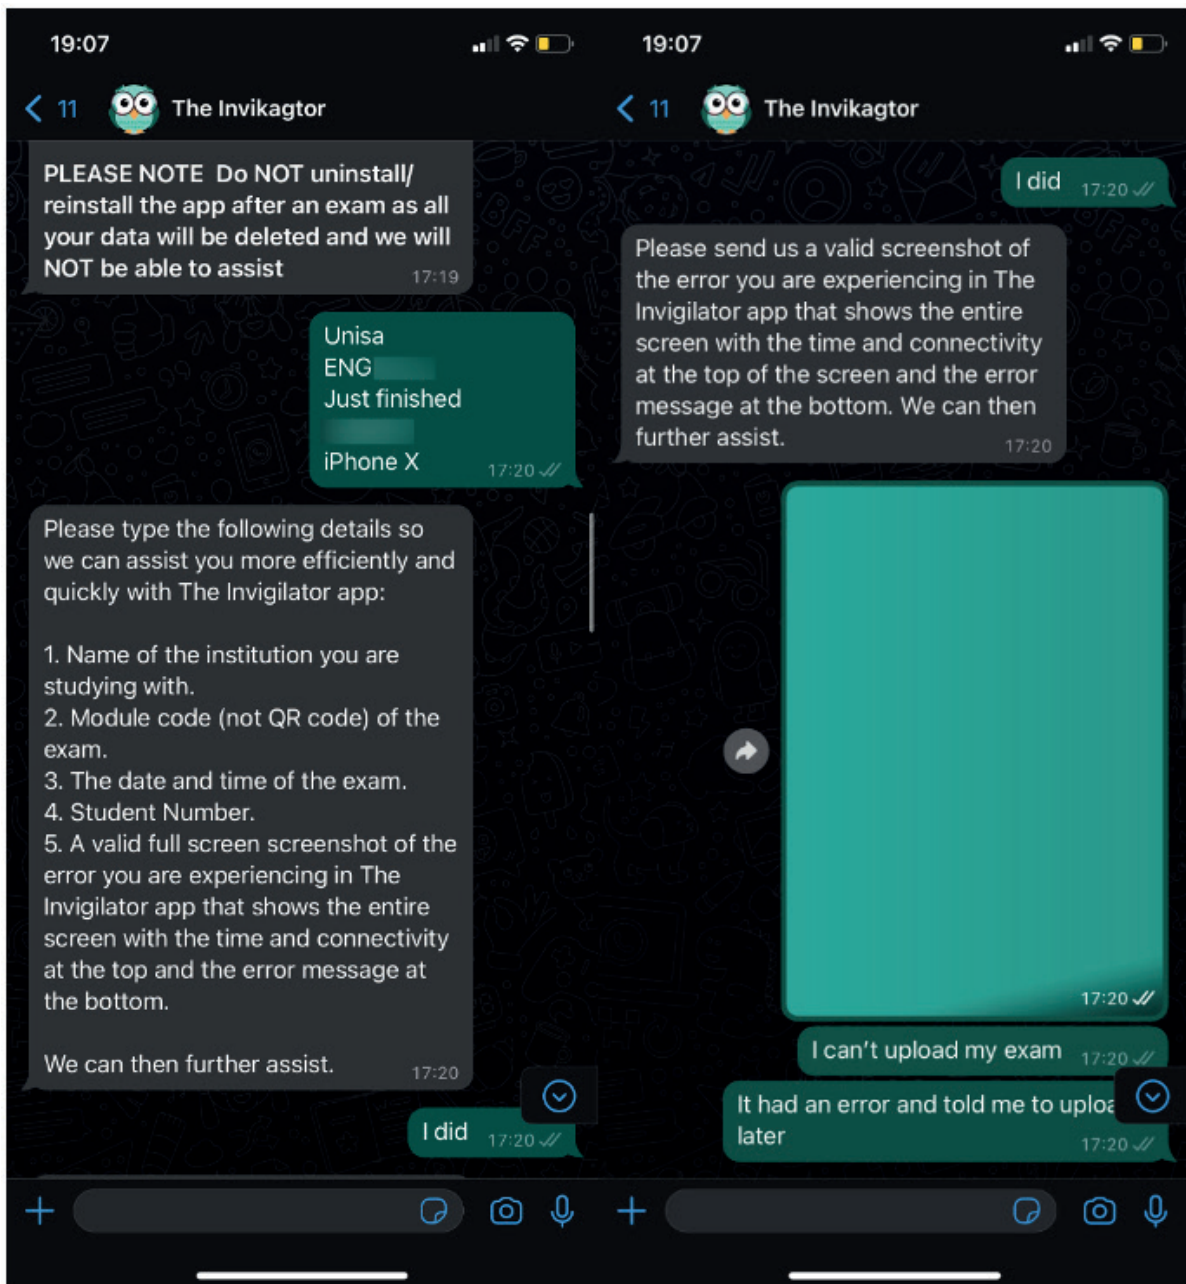 19:07
11
The Invikagtor
PLEASE NOTE Do NOT uninstall/
reinstall the app after an exam as all
your data will be deleted and we will
NOT be able to assist
17:19
Unisa
ENG
Just finished
iPhone X
17:20
Please type the following details so
we can assist you more efficiently and
quickly with The Invigilator app:
1. Name of the institution you are
studying with.
2. Module code (not QR code) of the
exam.
3. The date and time of the exam.
4. Student Number.
5. A valid full screen screenshot of the
error you are experiencing in The
Invigilator app that shows the entire
screen with the time and connectivity
at the top and the error message at
the bottom.
We can then further assist.
17:20
I did
17:20
19:07
11
The Invikagtor
I did
17:20
Please send us a valid screenshot of
the error you are experiencing in The
Invigilator app that shows the entire
screen with the time and connectivity
at the top of the screen and the error
message at the bottom. We can then
further assist.
17:20
17:20
I can't upload my exam
17:20
It had an error and told me to
later
17:20